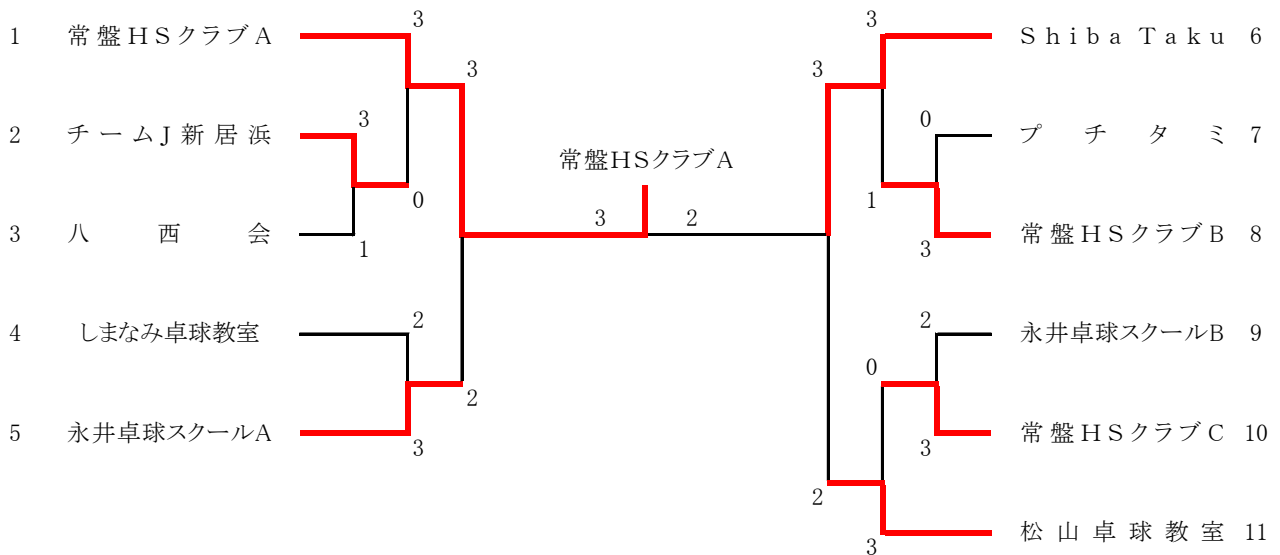 3 3
1 常盤HSクラブA Shiba Taku 6
3 3
3 0
2 チームJ新居浜 プチタミ 7
常盤HSクラブA
0 1
3 2
3 八西会 常盤HSクラブB 8
1 3
2 2
4 しまなみ卓球教室 永井卓球スクールB 9
0
2
5 永井卓球スクールA 常盤HSクラブC 10
3 3
2
松山卓球教室 11
3